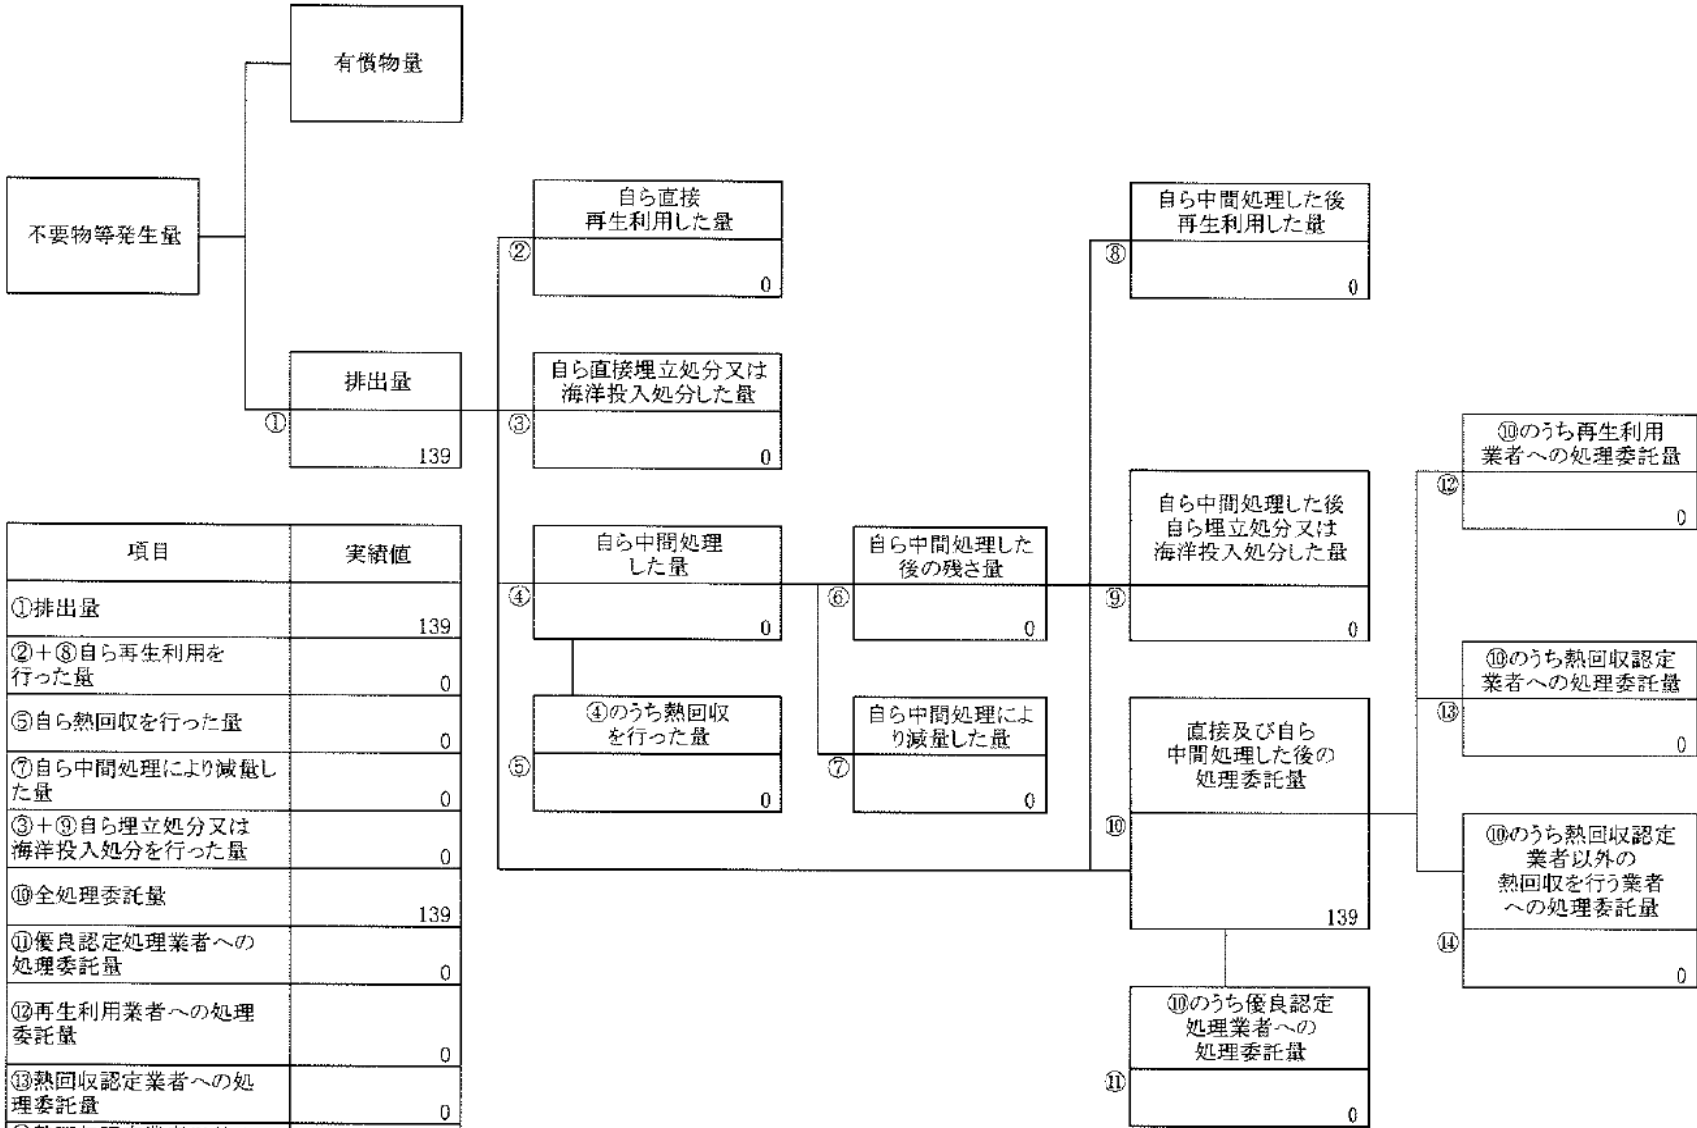 有償物量
不要物等発生量
自ら直接
再生利用した量
②
0
自ら中間処理した後
再生利用した量
⑧
0
排出量
①
139
自ら直接埋立処分又は
海洋投入処分した量
③
0
⑩のうち再生利用
業者への処理委託量
⑫
0
自ら中間処理
した量
④
0
自ら中間処理した
後の残さ量
⑥
0
自ら中間処理した後
自ら埋立処分又は
海洋投入処分した量
⑨
0
⑩のうち熱回収認定
業者への処理委託量
⑬
0
④のうち熱回収
を行った量
⑤
0
自ら中間処理によ
り減量した量
⑦
0
直接及び自ら
中間処理した後の
処理委託量
⑩
139
⑩のうち熱回収認定
業者以外の
熱回収を行う業者
への処理委託量
⑭
0
⑩のうち優良認定
処理業者への
処理委託量
⑪
0
項目 実績値
①排出量
139
②+⑧自ら再生利用を
行った量
0
⑤自ら熱回収を行った量
0
⑦自ら中間処理により減量し
た量
0
③+⑨自ら埋立処分又は
海洋投入処分を行った量
0
⑩全処理委託量
139
⑪優良認定処理業者への
処理委託量
0
⑫再生利用業者への処理
委託量
0
⑬熱回収認定業者への処
理委託量
0